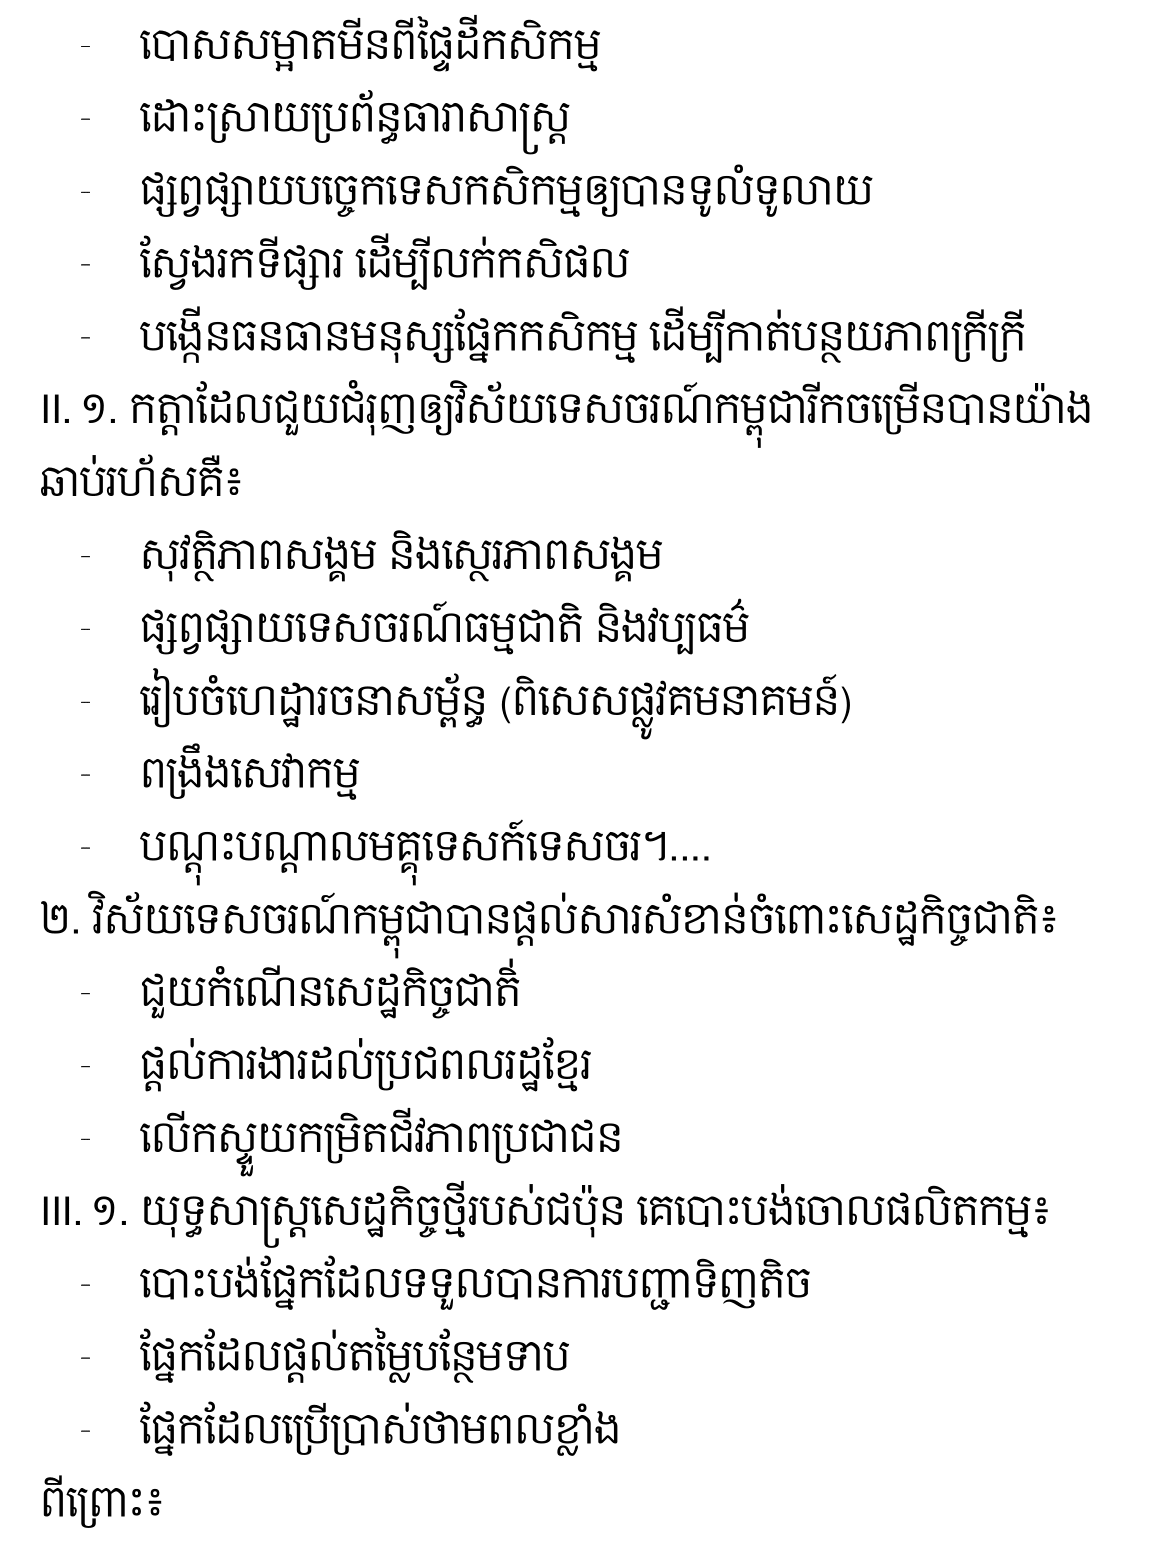 - បោសសម្អាតមីនពីផ្ទៃដីកសិកម្ម
- ដោះស្រាយប្រព័ន្ធធារាសាស្ត្រ
- ផ្សព្វផ្សាយបច្ចេកទេសកសិកម្មឲ្យបានទូលំទូលាយ
- ស្វែងរកទីផ្សារ ដើម្បីលក់កសិផល
- បង្កើនធនធានមនុស្សផ្នែកកសិកម្ម ដើម្បីកាត់បន្ថយភាពក្រីក្រី
II. ១. កត្តាដែលជួយជំរុញឲ្យវិស័យទេសចរណ៍កម្ពុជារីកចម្រើនបានយ៉ាង
ឆាប់រហ័សគឺ៖
- សុវត្ថិភាពសង្គម និងស្ថេរភាពសង្គម
- ផ្សព្វផ្សាយទេសចរណ៍ធម្មជាតិ និងវប្បធម៌
- រៀបចំហេដ្ឋារចនាសម្ព័ន្ធ (ពិសេសផ្លូវគមនាគមន៍)
- ពង្រឹងសេវាកម្ម
- បណ្តុះបណ្តាលមគ្គុទេសក៍ទេសចរ។....
២. វិស័យទេសចរណ៍កម្ពុជាបានផ្តល់សារសំខាន់ចំពោះសេដ្ឋកិច្ចជាតិ៖
- ជួយកំណើនសេដ្ឋកិច្ចជាតិ់
- ផ្តល់ការងារដល់ប្រជពលរដ្ឋខ្មែរ
- លើកស្ទួយកម្រិតជីវភាពប្រជាជន
III. ១. យុទ្ធសាស្ត្រសេដ្ឋកិច្ចថ្មីរបស់ជប៉ុន គេបោះបង់ចោលផលិតកម្ម៖
- បោះបង់ផ្នែកដែលទទួលបានការបញ្ជាទិញតិច
- ផ្នែកដែលផ្តល់តម្លៃបន្ថែមទាប
- ផ្នែកដែលប្រើប្រាស់ថាមពលខ្លាំង
ពីព្រោះ៖